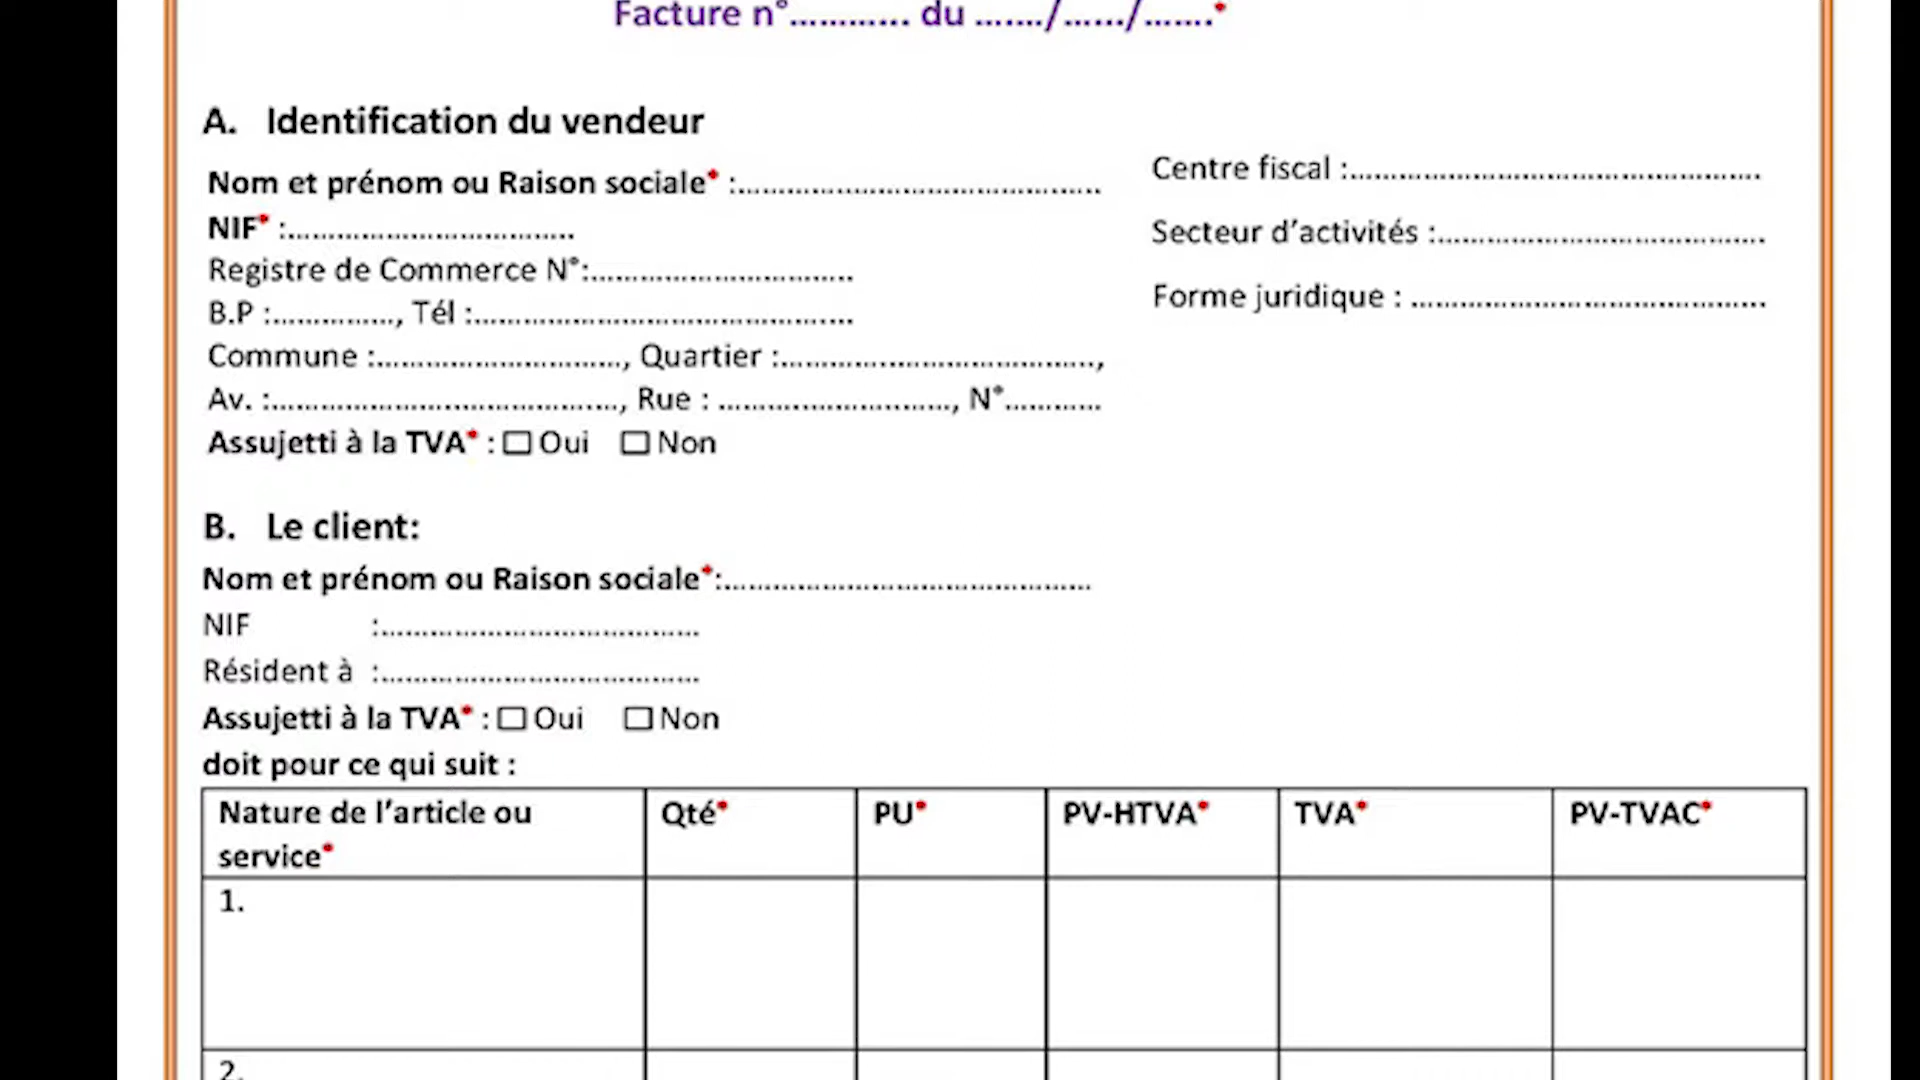 Facture n°............ du ......./....../.......*
A. Identification du vendeur
Nom et prénom ou Raison sociale* :............................................
NIF* :...................................
Registre de Commerce N°:................................
B.P :..............., Tél :..............................................
Commune :.............................., Quartier :......................................,
Av. :.........................................., Rue : ............................, N°............
Assujetti à la TVA* : ☐ Oui ☐ Non
Centre fiscal :..................................................
Secteur d’activités :........................................
Forme juridique : ...........................................
B. Le client:
Nom et prénom ou Raison sociale*:.............................................
NIF :.......................................
Résident à :.......................................
Assujetti à la TVA* : ☐ Oui ☐ Non
doit pour ce qui suit :
Nature de l’article ou service* Qté* PU* PV-HTVA* TVA* PV-TVAC*
1.
2.